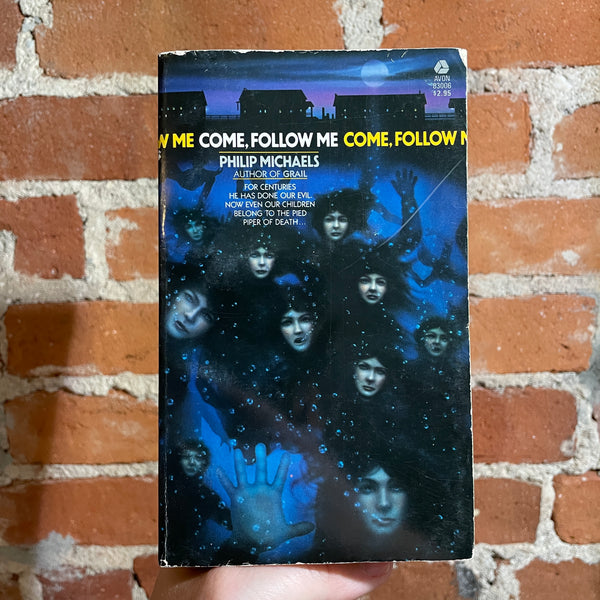 AVON
83006
$2.95
W ME COME, FOLLOW ME COME, FOLLOW M
PHILIP MICHAELS
AUTHOR OF GRAIL
FOR CENTURIES
HE HAS DONE OUR EVIL.
NOW EVEN OUR CHILDREN
BELONG TO THE PIED
PIPER OF DEATH...